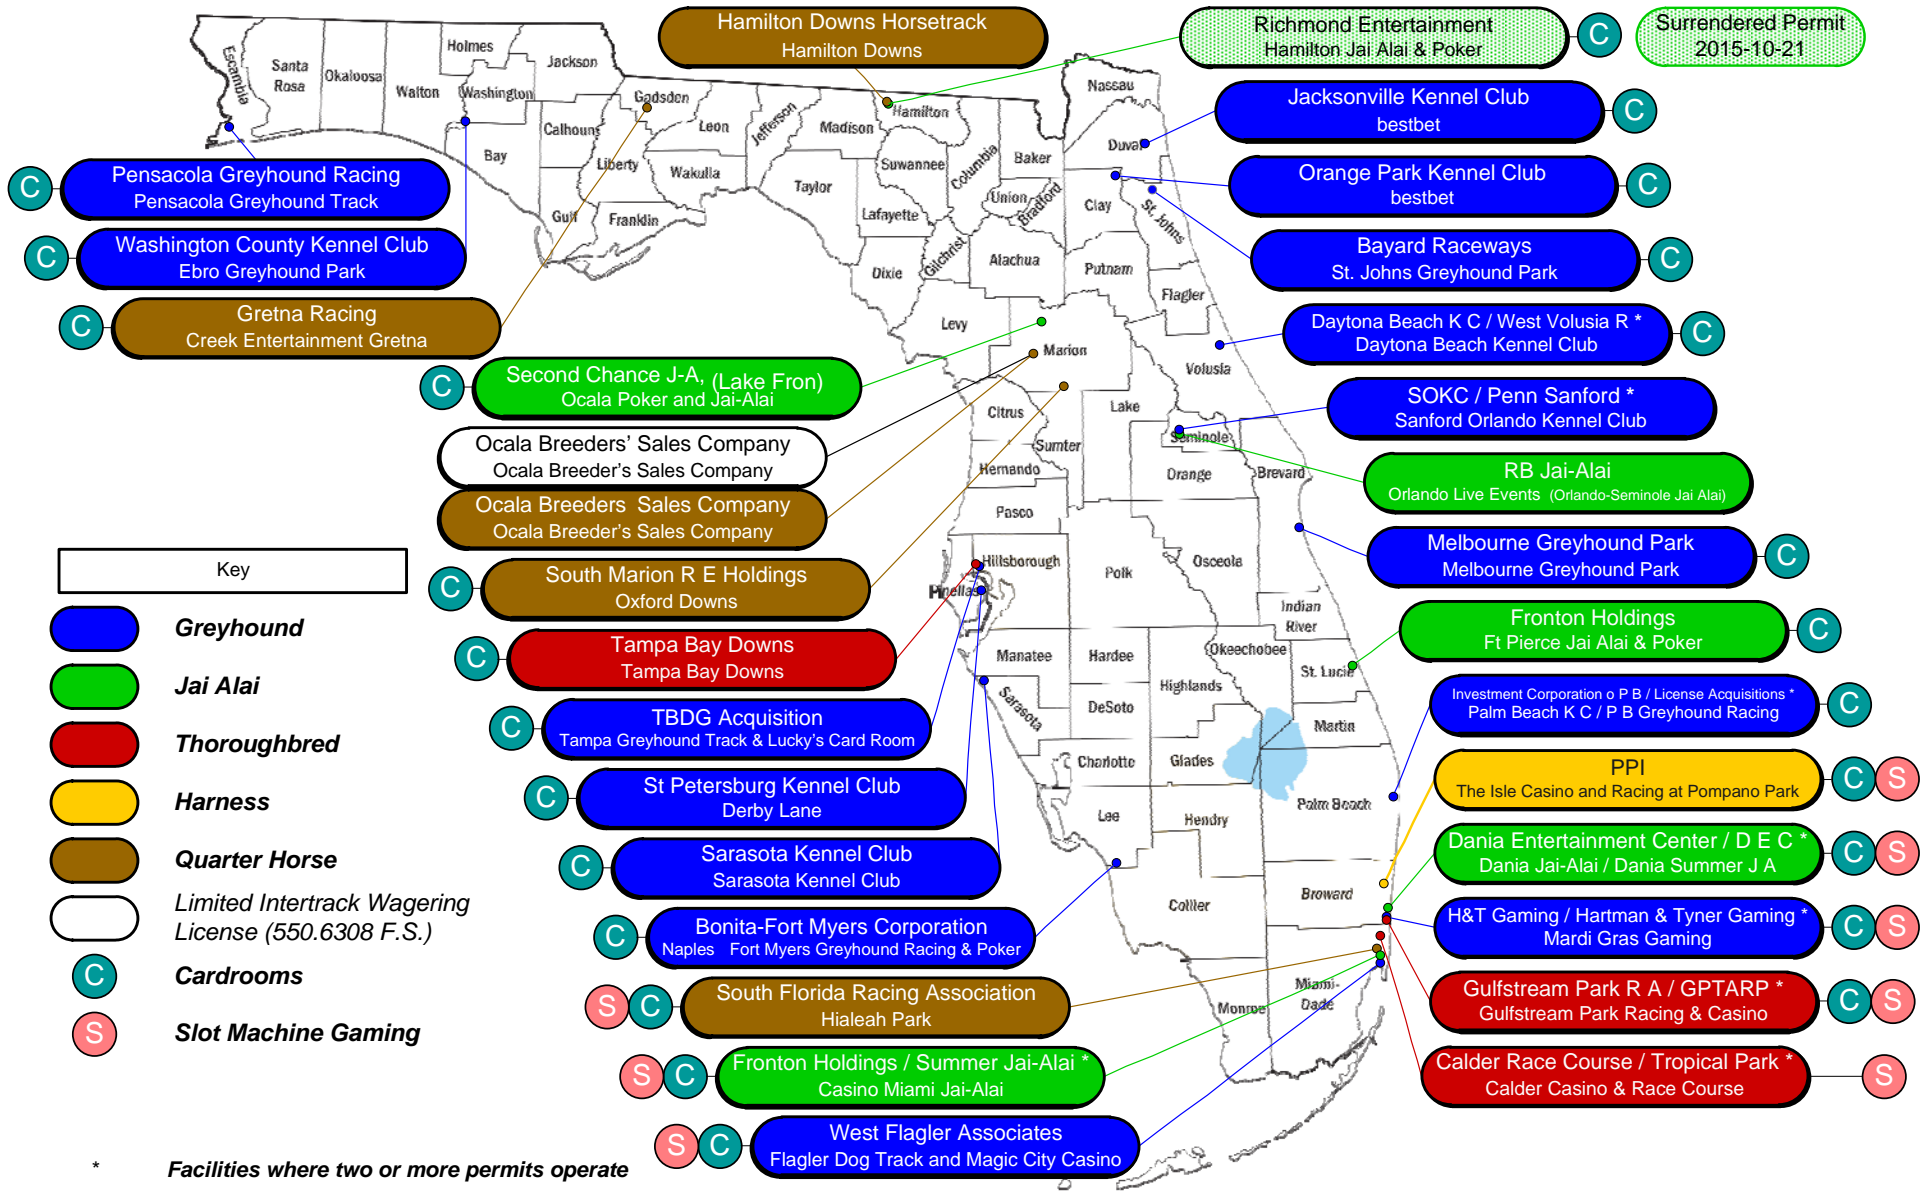 Hamilton Downs Horsetrack
Hamilton Downs
Richmond Entertainment
Hamilton Jai Alai & Poker
C
Surrendered Permit
2015-10-21
Jacksonville Kennel Club
bestbet
C
Orange Park Kennel Club
bestbet
C
Bayard Raceways
St. Johns Greyhound Park
C
Daytona Beach K C / West Volusia R *
Daytona Beach Kennel Club
C
SOKC / Penn Sanford *
Sanford Orlando Kennel Club
RB Jai-Alai
Orlando Live Events (Orlando-Seminole Jai Alai)
Melbourne Greyhound Park
Melbourne Greyhound Park
C
Fronton Holdings
Ft Pierce Jai Alai & Poker
C
Investment Corporation o P B / License Acquisitions *
Palm Beach K C / P B Greyhound Racing
C
PPI
The Isle Casino and Racing at Pompano Park
C S
Dania Entertainment Center / D E C *
Dania Jai-Alai / Dania Summer J A
C S
H&T Gaming / Hartman & Tyner Gaming *
Mardi Gras Gaming
C S
Gulfstream Park R A / GPTARP *
Gulfstream Park Racing & Casino
C S
Calder Race Course / Tropical Park *
Calder Casino & Race Course
S
C
Pensacola Greyhound Racing
Pensacola Greyhound Track
C
Washington County Kennel Club
Ebro Greyhound Park
C
Gretna Racing
Creek Entertainment Gretna
C
Second Chance J-A, (Lake Fron)
Ocala Poker and Jai-Alai
Ocala Breeders' Sales Company
Ocala Breeder's Sales Company
Ocala Breeders Sales Company
Ocala Breeder's Sales Company
C
South Marion R E Holdings
Oxford Downs
C
Tampa Bay Downs
Tampa Bay Downs
C
TBDG Acquisition
Tampa Greyhound Track & Lucky's Card Room
C
St Petersburg Kennel Club
Derby Lane
C
Sarasota Kennel Club
Sarasota Kennel Club
C
Bonita-Fort Myers Corporation
Naples Fort Myers Greyhound Racing & Poker
S C
South Florida Racing Association
Hialeah Park
S C
Fronton Holdings / Summer Jai-Alai *
Casino Miami Jai-Alai
S C
West Flagler Associates
Flagler Dog Track and Magic City Casino
Key
Greyhound
Jai Alai
Thoroughbred
Harness
Quarter Horse
Limited Intertrack Wagering
License (550.6308 F.S.)
C
Cardrooms
S
Slot Machine Gaming
* Facilities where two or more permits operate
Escambia
Santa
Rosa
Okaloosa
Walton
Holmes
Washington
Jackson
Bay
Calhoun
Gulf
Gadsden
Liberty
Franklin
Leon
Wakulla
Jefferson
Madison
Taylor
Hamilton
Suwannee
Lafayette
Dixie
Columbia
Gilchrist
Baker
Union
Bradford
Alachua
Levy
Nassau
Duval
Clay
St. Johns
Putnam
Flagler
Marion
Volusia
Citrus
Sumter
Lake
Hernando
Seminole
Orange
Brevard
Pasco
Hillsborough
Pinellas
Polk
Osceola
Indian
River
Manatee
Hardee
Okeechobee
St. Lucie
Highlands
Sarasota
DeSoto
Martin
Charlotte
Glades
Lee
Hendry
Palm Beach
Collier
Broward
Monroe
Miami-
Dade